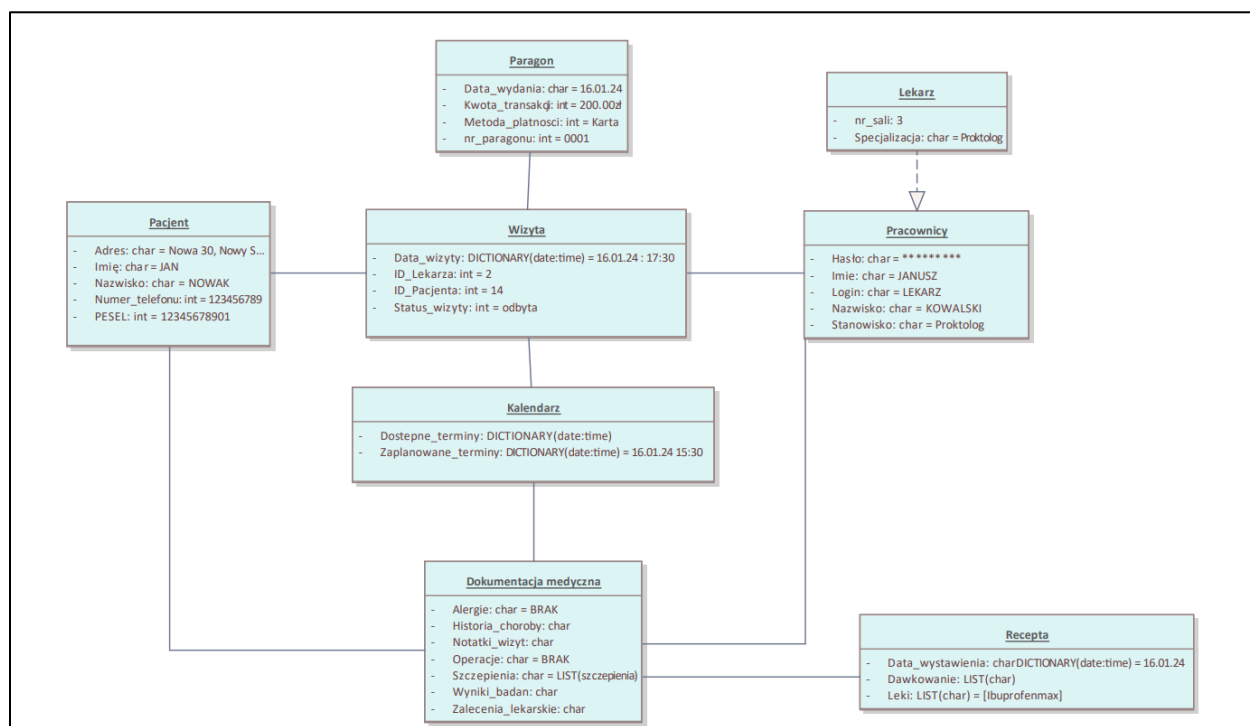 Paragon
- Data_wydania: char = 16.01.24
- Kwota_transakcji: int = 200.00zł
- Metoda_platnosci: int = Karta
- nr_paragonu: int = 0001
Lekarz
- nr_sali: 3
- Specjalizacja: char = Proktolog
Pacjent
- Adres: char = Nowa 30, Nowy S...
- Imię: char = JAN
- Nazwisko: char = NOWAK
- Numer_telefonu: int = 123456789
- PESEL: int = 12345678901
Wizyta
- Data_wizyty: DICTIONARY(date:time) = 16.01.24 : 17:30
- ID_Lekarza: int = 2
- ID_Pacjenta: int = 14
- Status_wizyty: int = odbyta
Pracownicy
- Hasło: char = *********
- Imie: char = JANUSZ
- Login: char = LEKARZ
- Nazwisko: char = KOWALSKI
- Stanowisko: char = Proktolog
Kalendarz
- Dostepne_terminy: DICTIONARY(date:time)
- Zaplanowane_terminy: DICTIONARY(date:time) = 16.01.24 15:30
Dokumentacja medyczna
- Alergie: char = BRAK
- Historia_choroby: char
- Notatki_wizyt: char
- Operacje: char = BRAK
- Szczepienia: char = LIST(szczepienia)
- Wyniki_badan: char
- Zalecenia_lekarskie: char
Recepta
- Data_wystawienia: charDICTIONARY(date:time) = 16.01.24
- Dawkowanie: LIST(char)
- Leki: LIST(char) = [Ibuprofenmax]